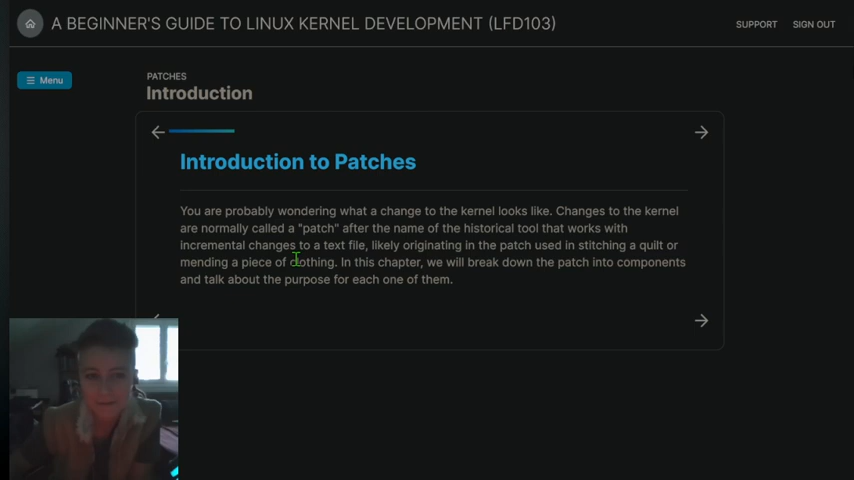 A BEGINNER'S GUIDE TO LINUX KERNEL DEVELOPMENT (LFD103)
SUPPORT
SIGN OUT
Menu
PATCHES
Introduction
Introduction to Patches
You are probably wondering what a change to the kernel looks like. Changes to the kernel
are normally called a "patch" after the name of the historical tool that works with
incremental changes to a text file, likely originating in the patch used in stitching a quilt or
mending a piece of clothing. In this chapter, we will break down the patch into components
and talk about the purpose for each one of them.